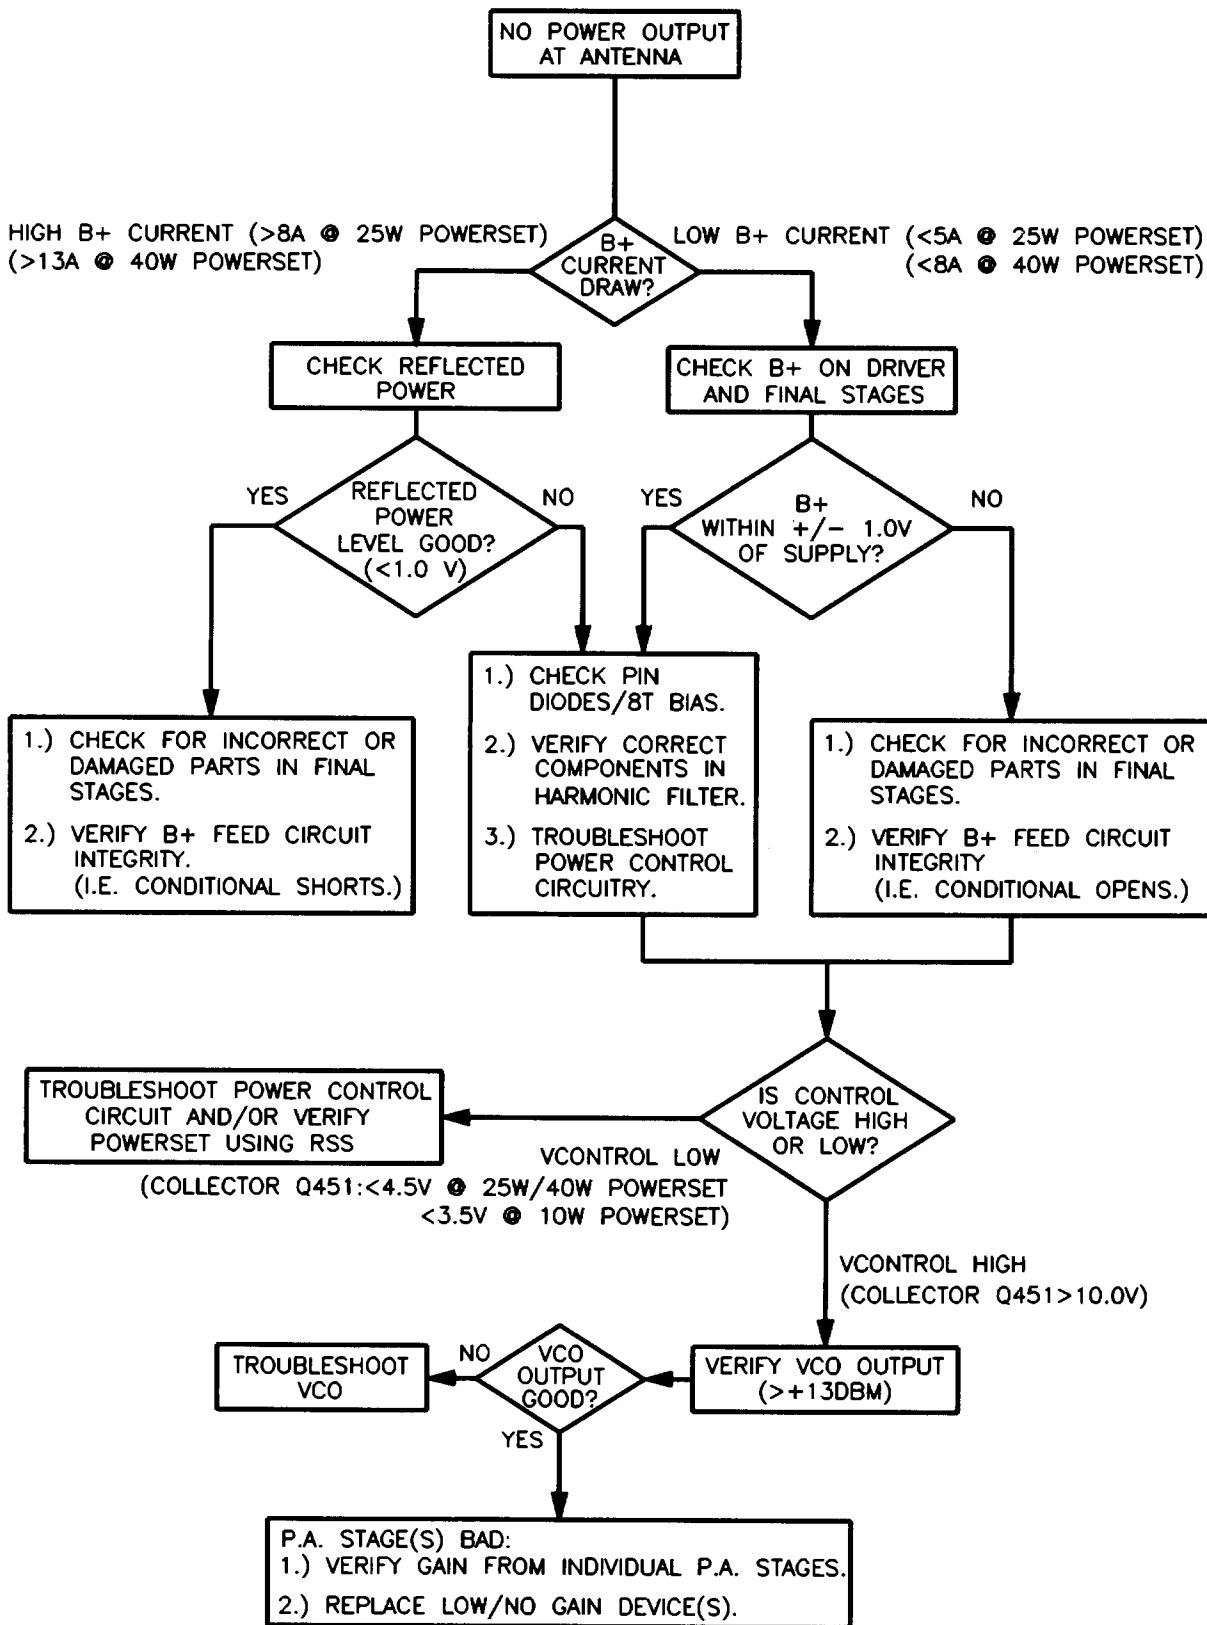 NO POWER OUTPUT
AT ANTENNA
HIGH B+ CURRENT (>8A @ 25W POWERSET)
(>13A @ 40W POWERSET)
B+
CURRENT
DRAW?
LOW B+ CURRENT (<5A @ 25W POWERSET)
(<8A @ 40W POWERSET)
CHECK REFLECTED
POWER
CHECK B+ ON DRIVER
AND FINAL STAGES
YES
REFLECTED
POWER
LEVEL GOOD?
(<1.0 V)
NO
YES
B+
WITHIN +/- 1.0V
OF SUPPLY?
NO
1.) CHECK FOR INCORRECT OR
DAMAGED PARTS IN FINAL
STAGES.
2.) VERIFY B+ FEED CIRCUIT
INTEGRITY.
(I.E. CONDITIONAL SHORTS.)
1.) CHECK PIN
DIODES/8T BIAS.
2.) VERIFY CORRECT
COMPONENTS IN
HARMONIC FILTER.
3.) TROUBLESHOOT
POWER CONTROL
CIRCUITRY.
1.) CHECK FOR INCORRECT OR
DAMAGED PARTS IN FINAL
STAGES.
2.) VERIFY B+ FEED CIRCUIT
INTEGRITY
(I.E. CONDITIONAL OPENS.)
TROUBLESHOOT POWER CONTROL
CIRCUIT AND/OR VERIFY
POWERSET USING RSS
IS CONTROL
VOLTAGE HIGH
OR LOW?
VCONTROL LOW
(COLLECTOR Q451:<4.5V @ 25W/40W POWERSET
<3.5V @ 10W POWERSET)
VCONTROL HIGH
(COLLECTOR Q451>10.0V)
TROUBLESHOOT
VCO
NO
VCO
OUTPUT
GOOD?
VERIFY VCO OUTPUT
(>+13DBM)
YES
P.A. STAGE(S) BAD:
1.) VERIFY GAIN FROM INDIVIDUAL P.A. STAGES.
2.) REPLACE LOW/NO GAIN DEVICE(S).